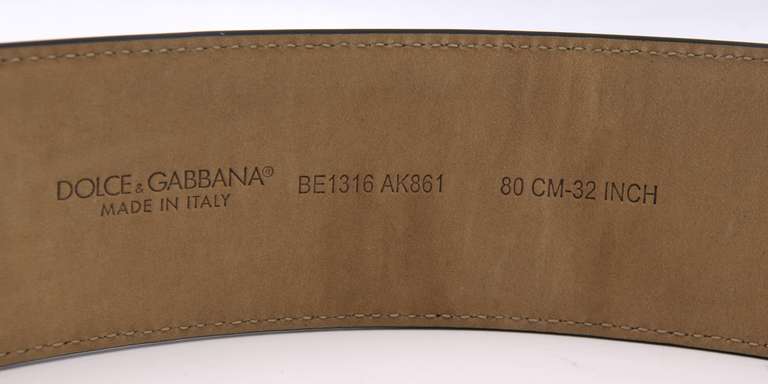 DOLCE & GABBANA® BE1316 AK861 80 CM-32 INCH
MADE IN ITALY